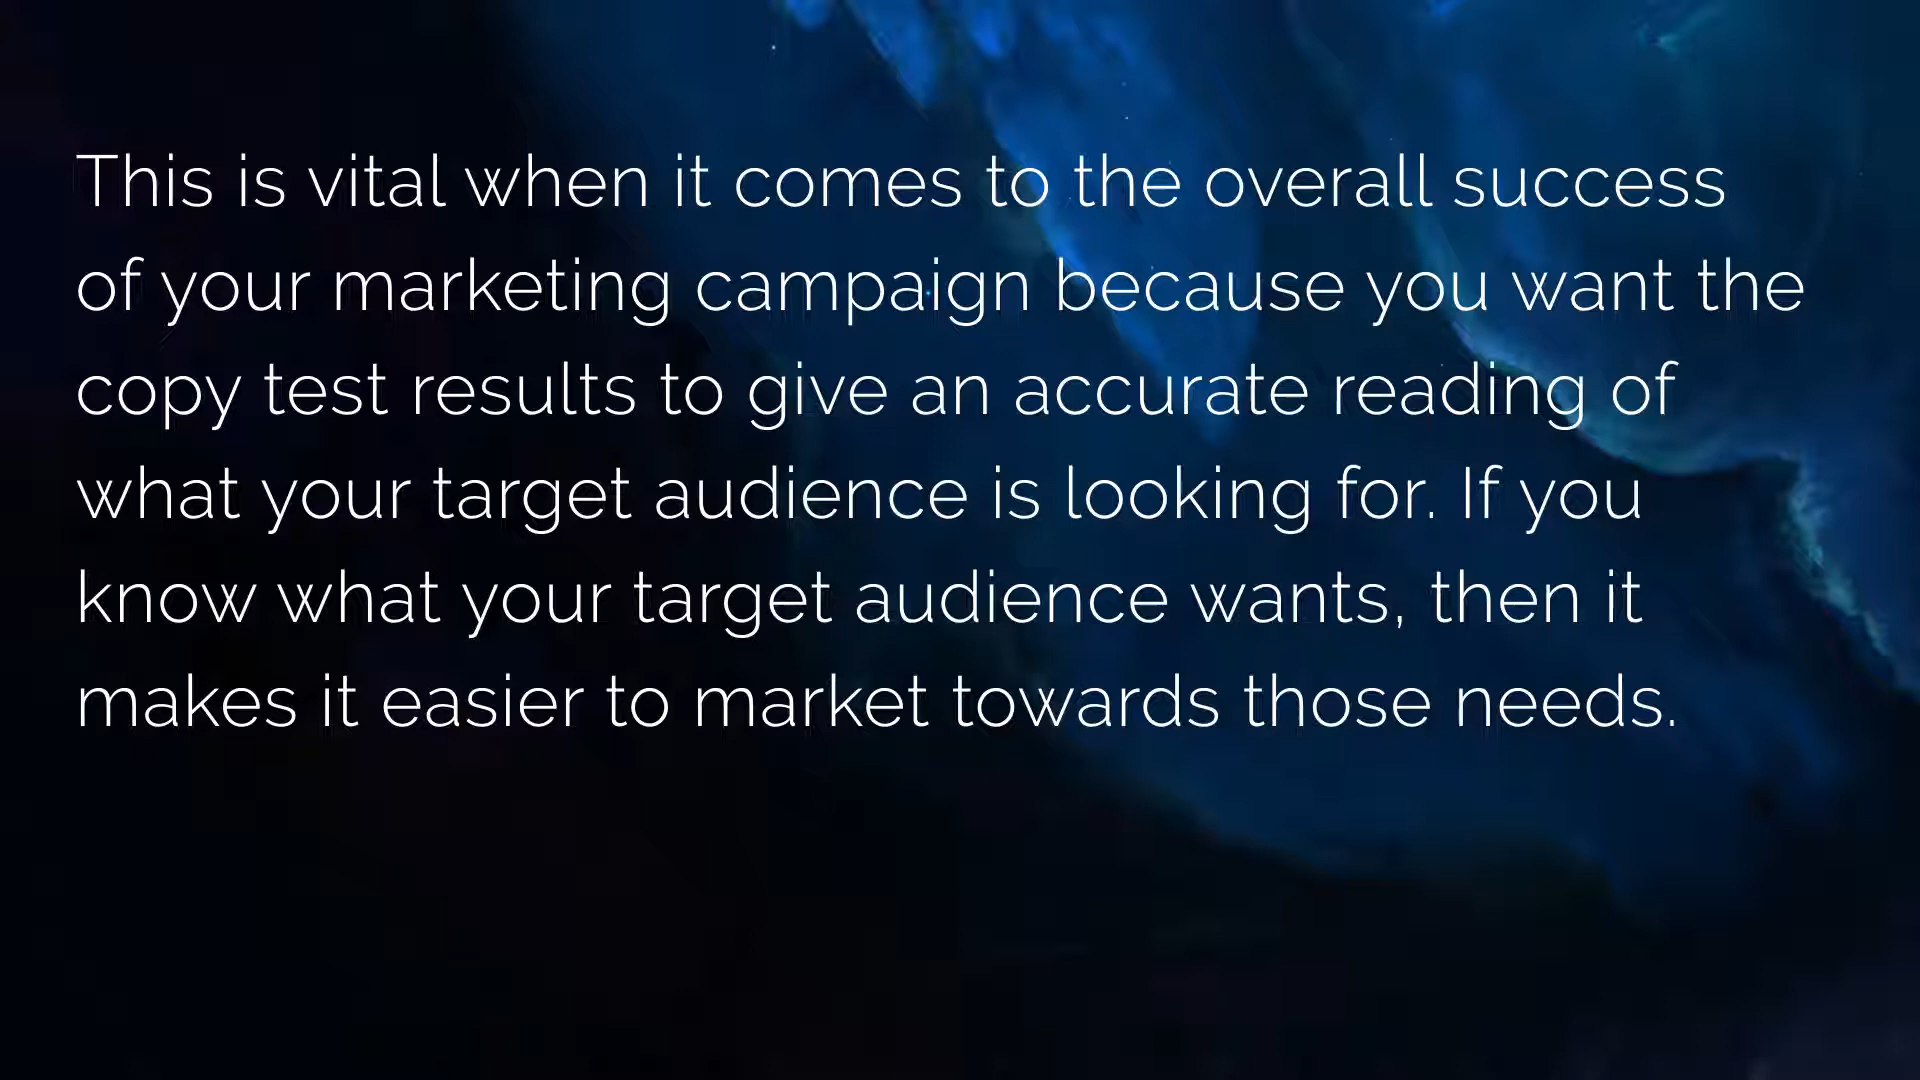 This is vital when it comes to the overall success
of your marketing campaign because you want the
copy test results to give an accurate reading of
what your target audience is looking for. If you
know what your target audience wants, then it
makes it easier to market towards those needs.